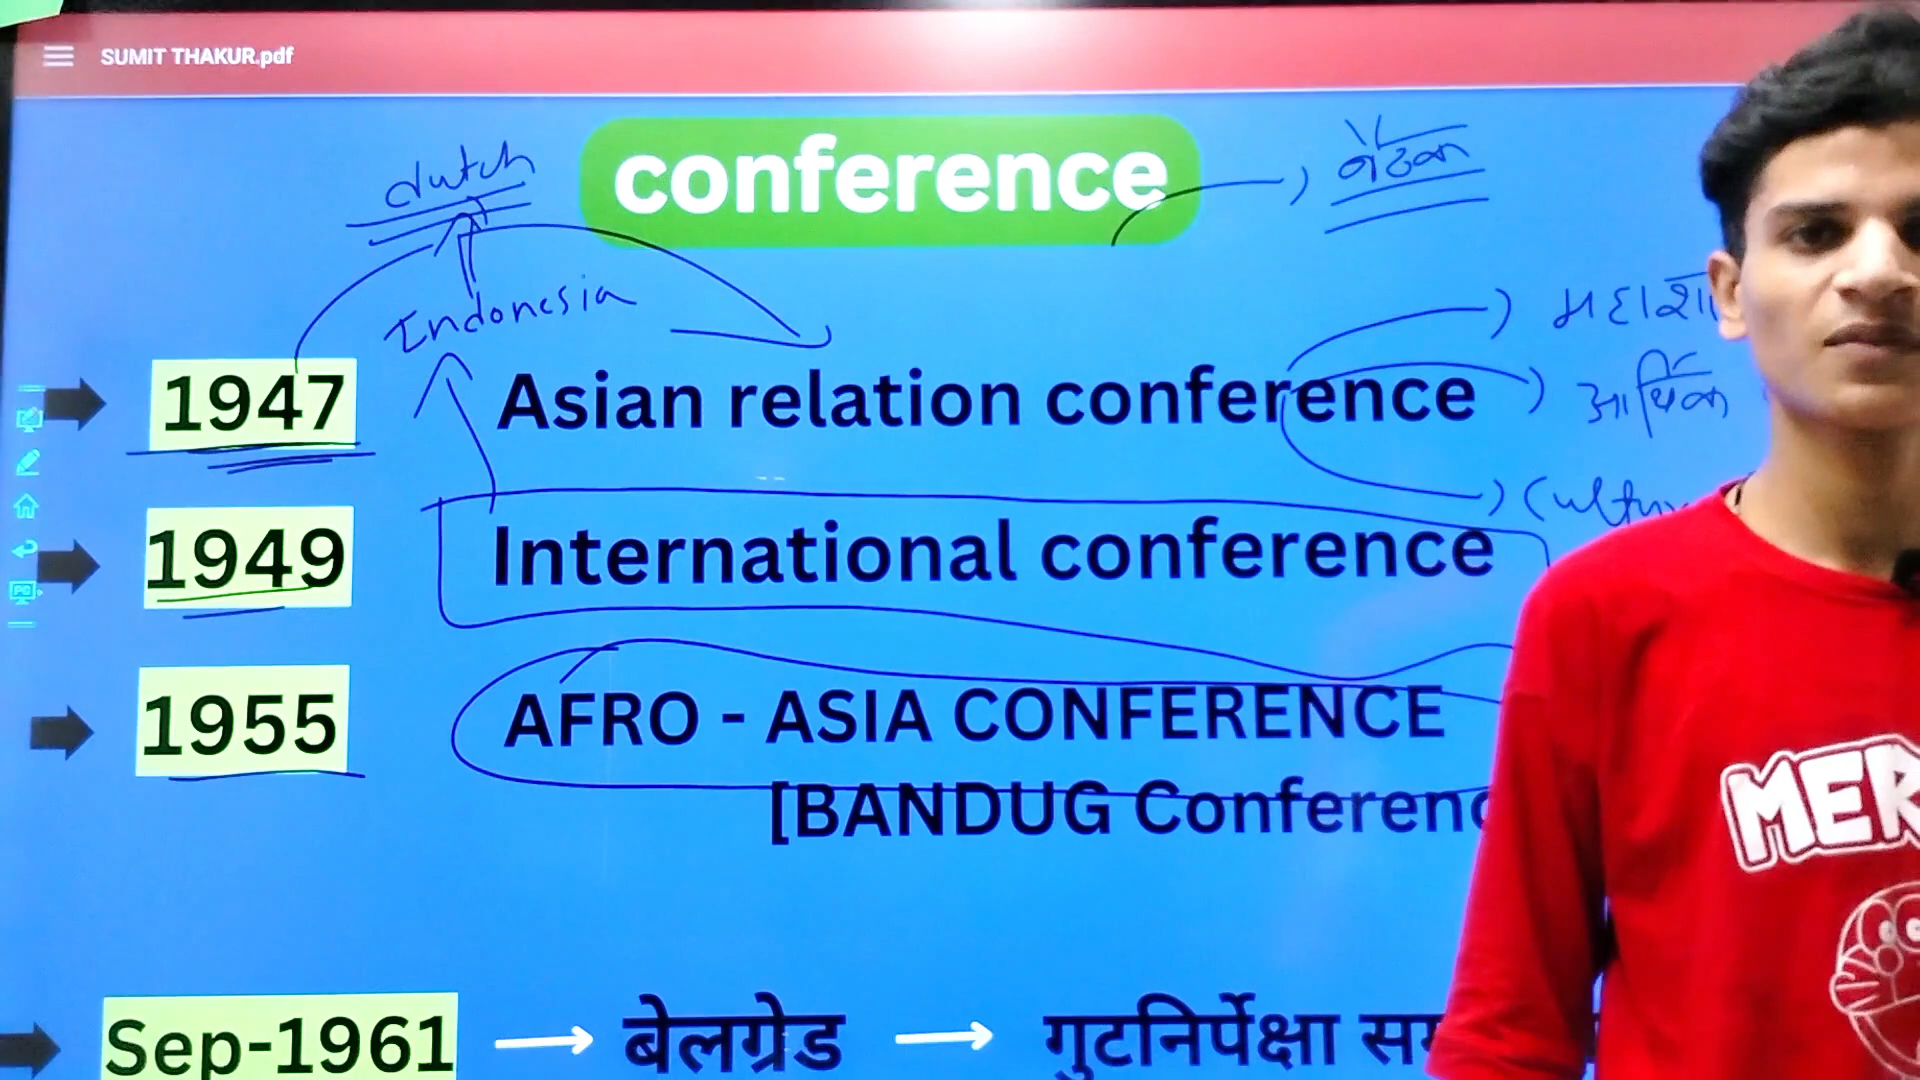 SUMIT THAKUR.pdf
conference
dutch
बैठक
Indonesia
1947
Asian relation conference
आर्थिक
1949
International conference
1955
AFRO - ASIA CONFERENCE
[BANDUG Conferenc
Sep-1961
बेलग्रेड
गुटनिर्पेक्षा
MER